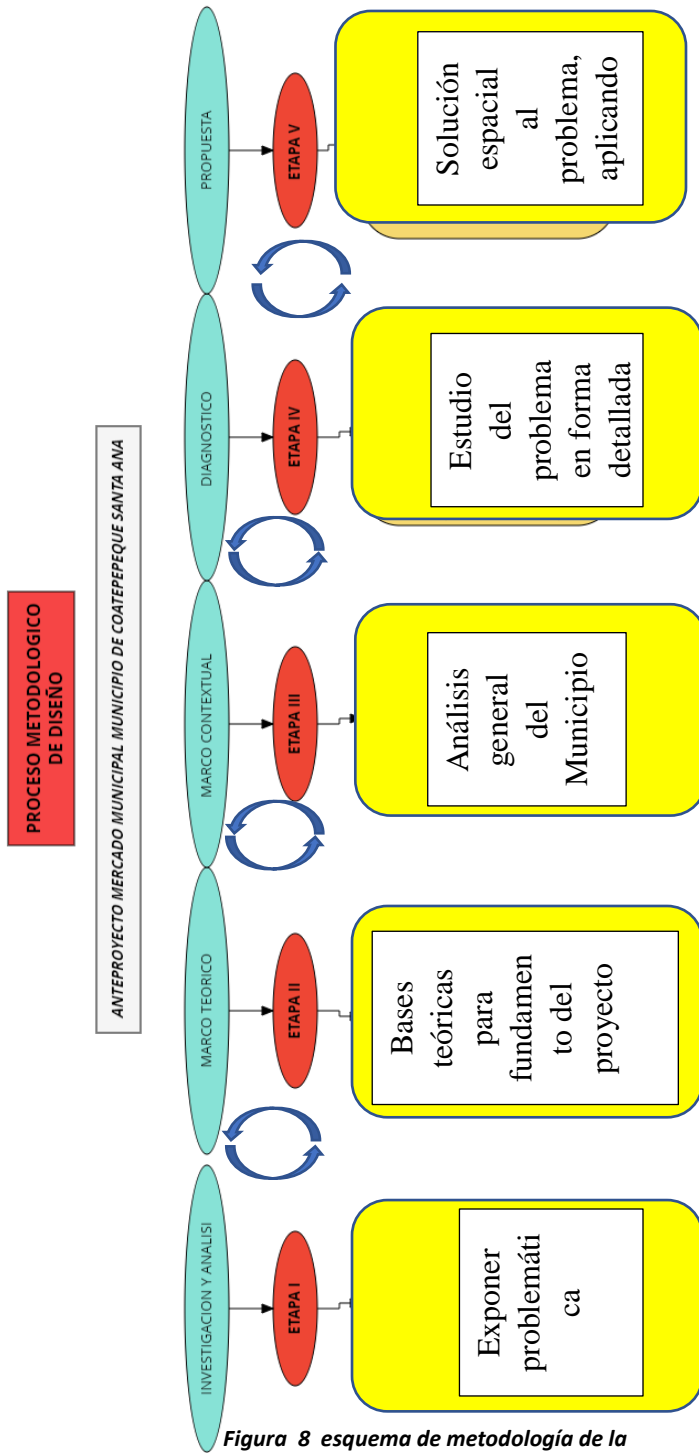 PROCESO METODOLOGICO
DE DISEÑO
ANTEPROYECTO MERCADO MUNICIPAL MUNICIPIO DE COATEPEPEQUE SANTA ANA
INVESTIGACION Y ANALISI
MARCO TEORICO
MARCO CONTEXTUAL
DIAGNOSTICO
PROPUESTA
ETAPA I
ETAPA II
ETAPA III
ETAPA IV
ETAPA V
Exponer
problemáti
ca
Bases
teóricas
para
fundamen
to del
proyecto
Análisis
general
del
Municipio
Estudio
del
problema
en forma
detallada
Solución
espacial
al
problema,
aplicando
Figura 8 esquema de metodología de la